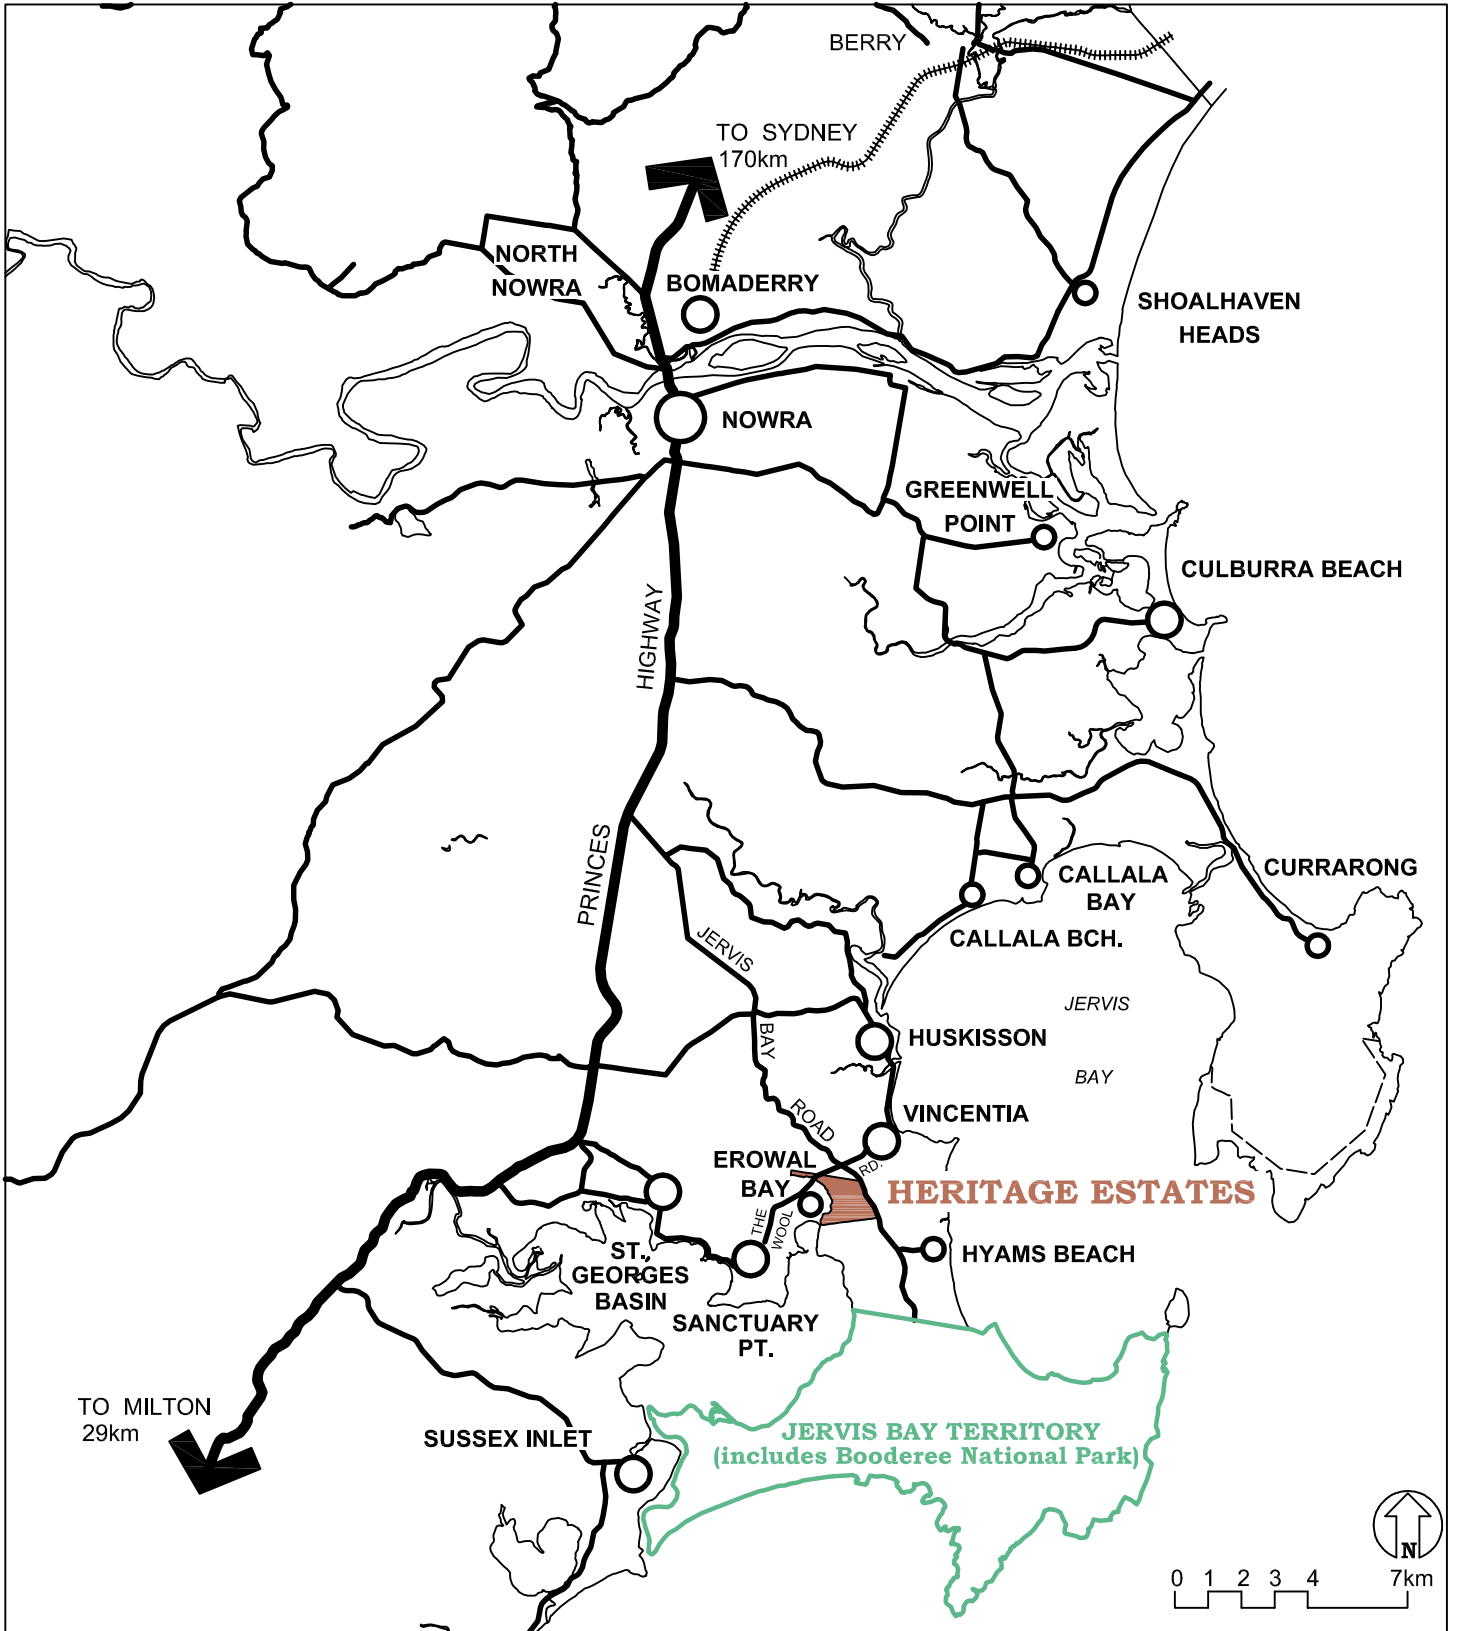 BERRY
TO SYDNEY
170km
NORTH
NOWRA
BOMADERRY
SHOALHAVEN
HEADS
NOWRA
GREENWELL
POINT
CULBURRA BEACH
HIGHWAY
PRINCES
CALLALA
BAY
CURRARONG
CALLALA BCH.
JERVIS
JERVIS
BAY
BAY
HUSKISSON
ROAD
VINCENTIA
EROWAL
BAY
RD.
HERITAGE ESTATES
THE
WOOL
HYAMS BEACH
ST.
GEORGES
BASIN
SANCTUARY
PT.
TO MILTON
29km
SUSSEX INLET
JERVIS BAY TERRITORY
(includes Booderee National Park)
N
0 1 2 3 4 7km